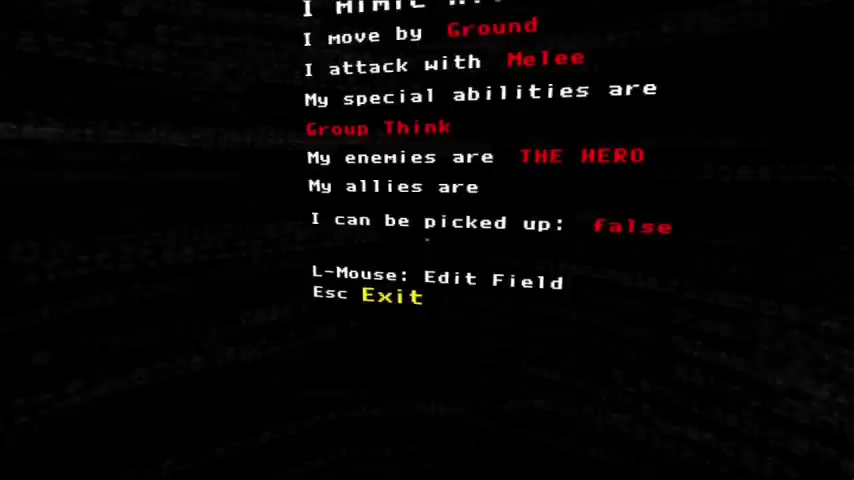 I mimic
I move by Ground
I attack with Melee
My special abilities are
Group Think
My enemies are THE HERO
My allies are
I can be picked up: false
L-Mouse: Edit Field
Esc Exit